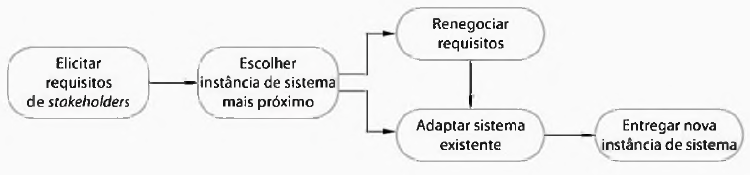 Elicitar
requisitos
de stakeholders
Escolher
instância de sistema
mais próximo
Renegociar
requisitos
Adaptar sistema
existente
Entregar nova
instância de sistema